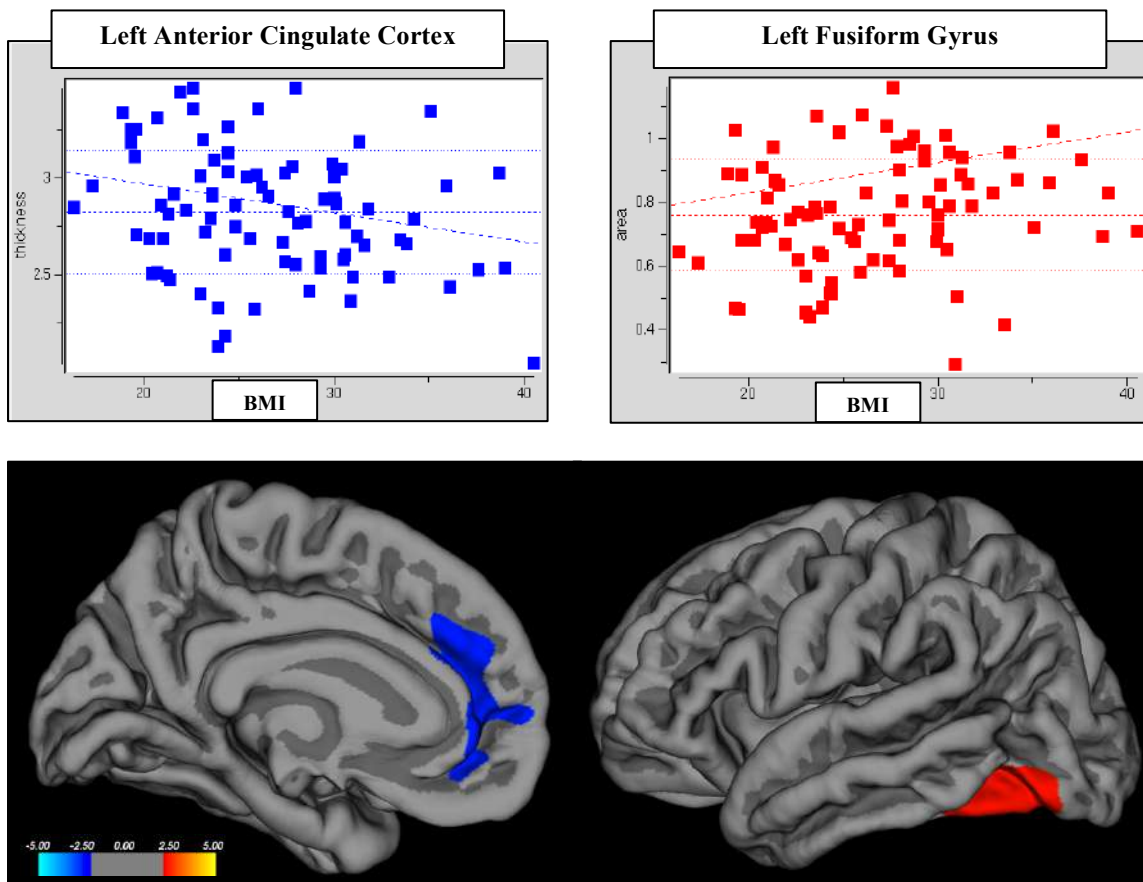 Left Anterior Cingulate Cortex
thickness
3
2.5
20
30
40
BMI
Left Fusiform Gyrus
area
1
0.8
0.6
0.4
20
30
40
BMI
-5.00 -2.50 0.00 2.50 5.00